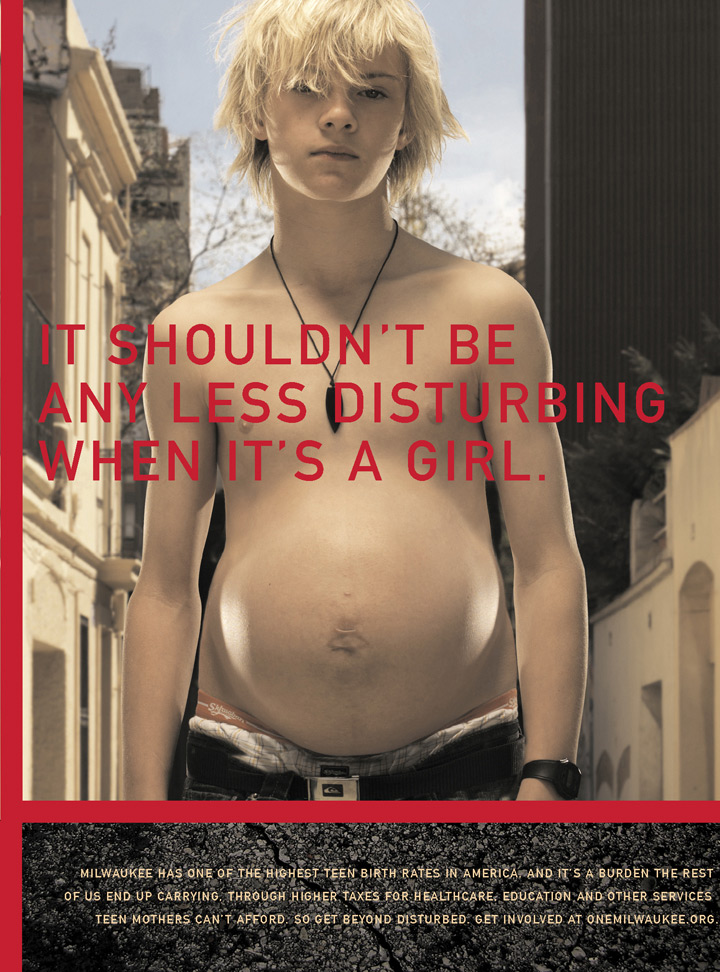 IT SHOULDN'T BE
ANY LESS DISTURBING
WHEN IT'S A GIRL.
MILWAUKEE HAS ONE OF THE HIGHEST TEEN BIRTH RATES IN AMERICA, AND IT'S A BURDEN THE REST
OF US END UP CARRYING. THROUGH HIGHER TAXES FOR HEALTHCARE, EDUCATION AND OTHER SERVICES
TEEN MOTHERS CAN'T AFFORD. SO GET BEYOND DISTURBED. GET INVOLVED AT ONEMILWAUKEE.ORG.